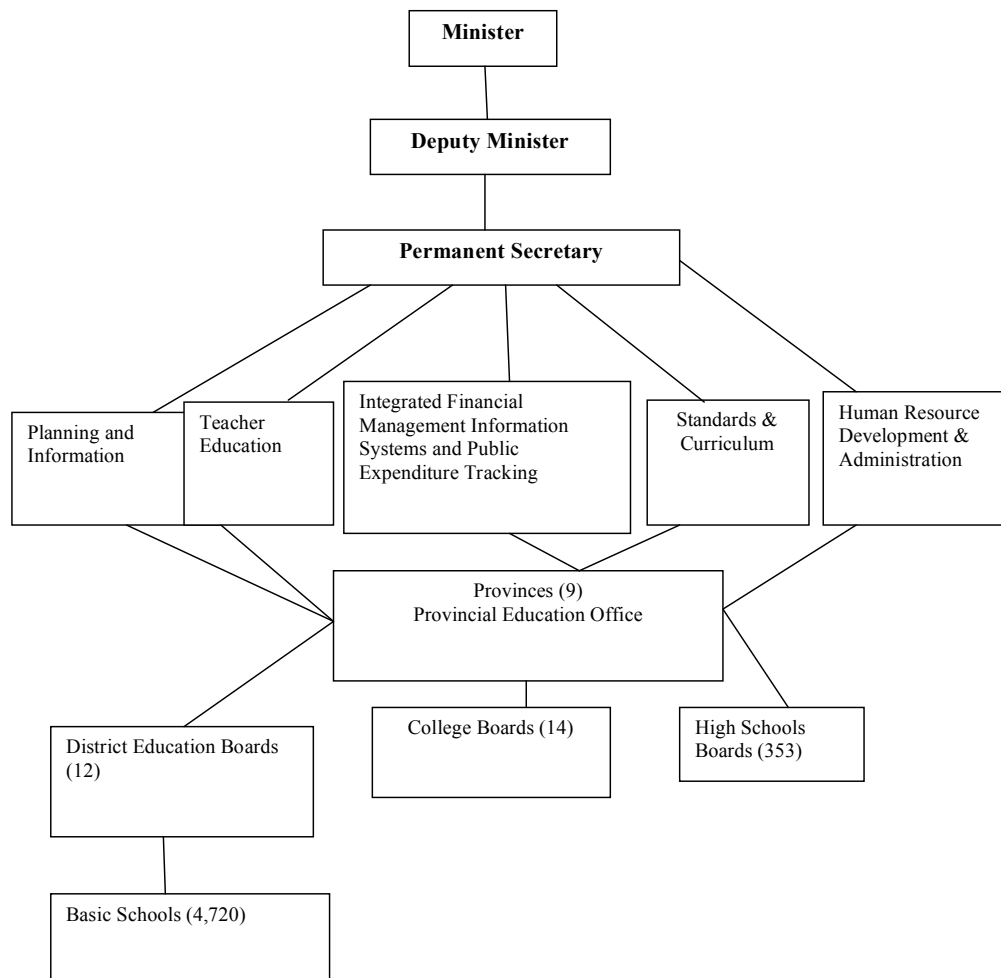 Minister
Deputy Minister
Permanent Secretary
Planning and
Information
Teacher
Education
Integrated Financial
Management Information
Systems and Public
Expenditure Tracking
Standards &
Curriculum
Human Resource
Development &
Administration
Provinces (9)
Provincial Education Office
District Education Boards
(12)
College Boards (14)
High Schools
Boards (353)
Basic Schools (4,720)